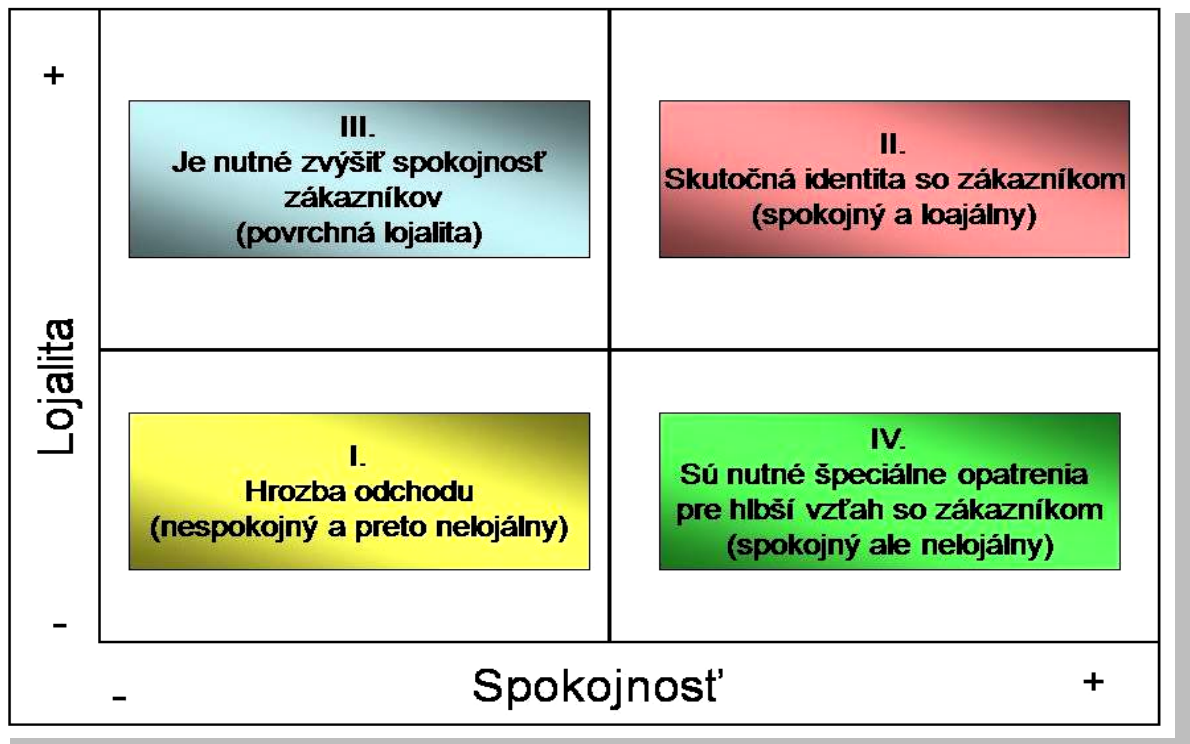 +
III.
Je nutné zvýšiť spokojnosť
zákazníkov
(povrchná lojalita)
II.
Skutočná identita so zákazníkom
(spokojný a loajálny)
Lojalita
I.
Hrozba odchodu
(nespokojný a preto nelojálny)
IV.
Sú nutné špeciálne opatrenia
pre hlbší vzťah so zákazníkom
(spokojný ale nelojálny)
-
-
Spokojnosť
+